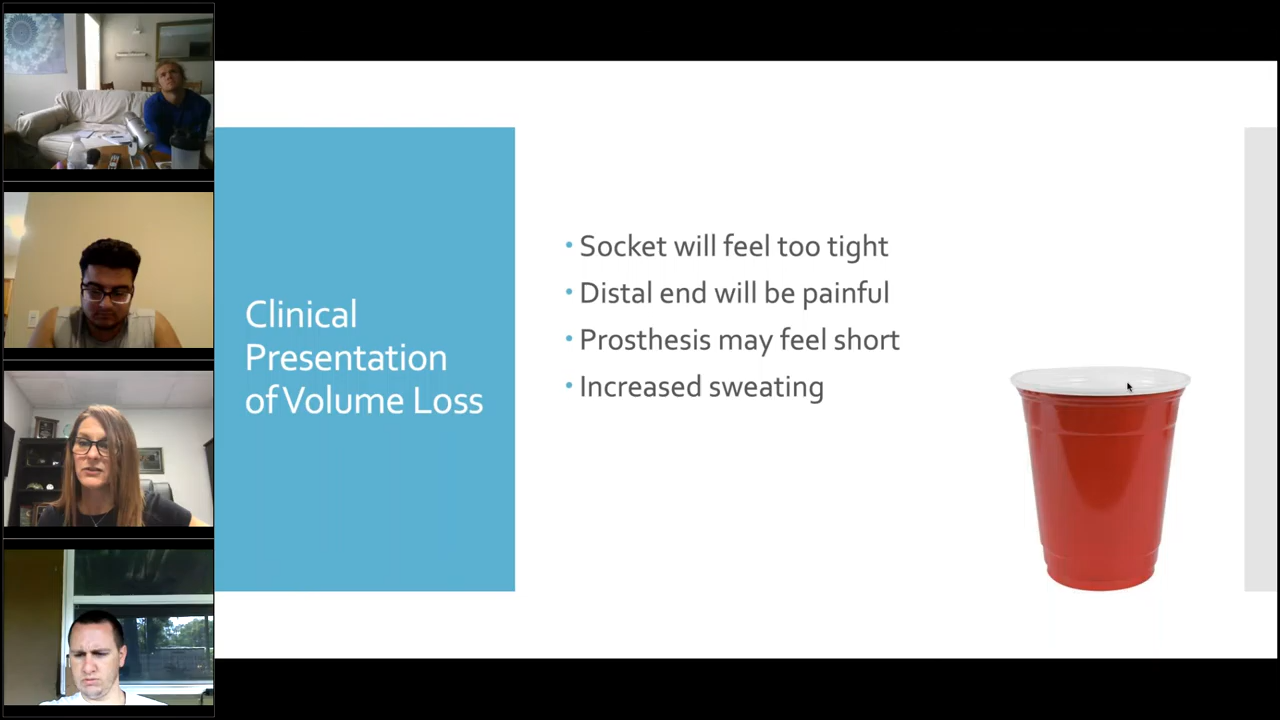 Clinical
Presentation
of Volume Loss
• Socket will feel too tight
• Distal end will be painful
• Prosthesis may feel short
• Increased sweating